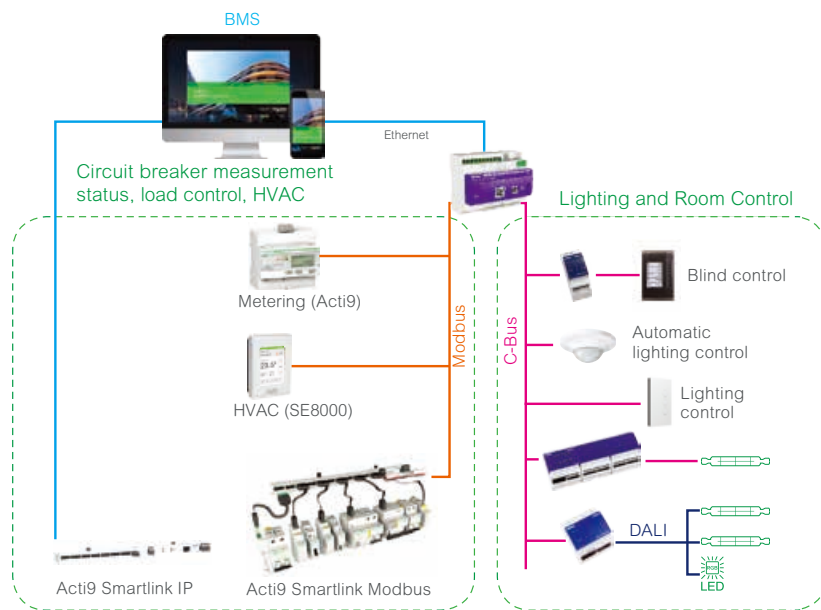 BMS
Ethernet
Circuit breaker measurement
status, load control, HVAC
Lighting and Room Control
Metering (Acti9)
HVAC (SE8000)
Modbus
Acti9 Smartlink IP
Acti9 Smartlink Modbus
C-Bus
Blind control
Automatic
lighting control
Lighting
control
DALI
RGB
LED